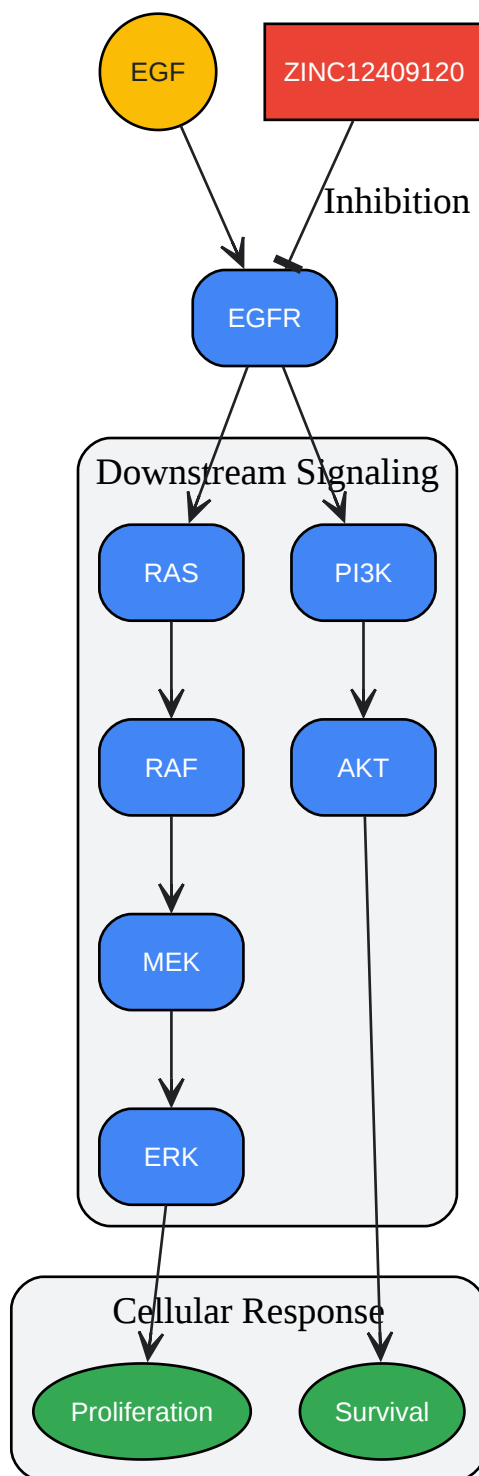 EGF
ZINC12409120
Inhibition
EGFR
Downstream Signaling
RAS
PI3K
RAF
AKT
MEK
ERK
Cellular Response
Proliferation
Survival